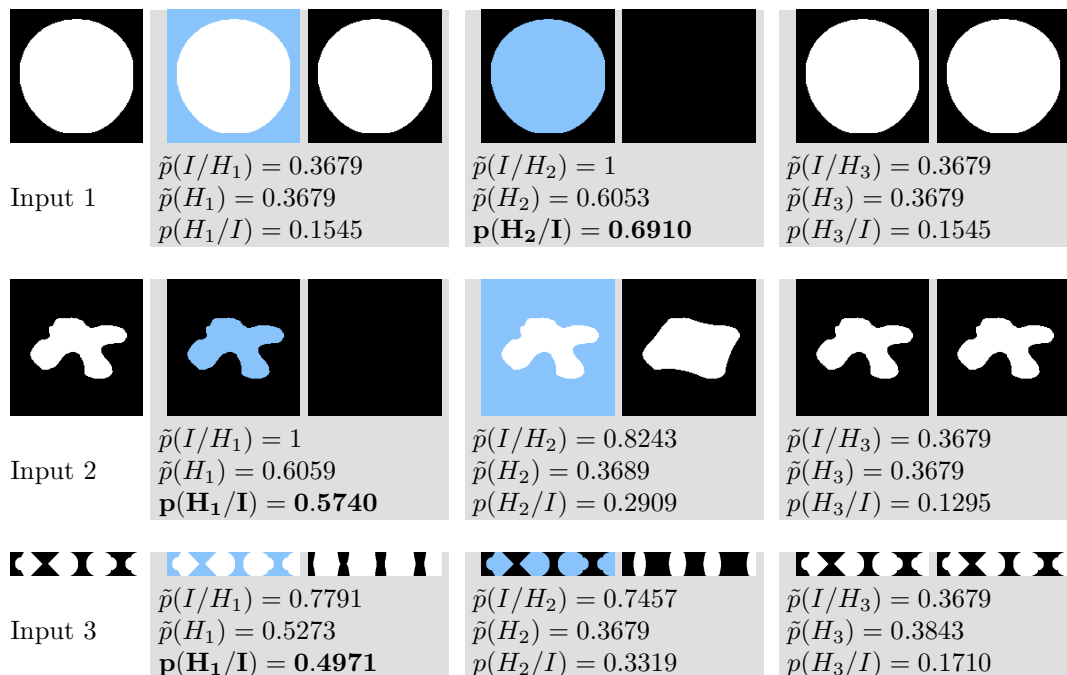 p̃(I/H₁) = 0.3679 p̃(I/H₂) = 1 p̃(I/H₃) = 0.3679
Input 1 p̃(H₁) = 0.3679 p̃(H₂) = 0.6053 p̃(H₃) = 0.3679
p(H₁/I) = 0.1545 p(H₂/I) = 0.6910 p(H₃/I) = 0.1545
p̃(I/H₁) = 1 p̃(I/H₂) = 0.8243 p̃(I/H₃) = 0.3679
Input 2 p̃(H₁) = 0.6059 p̃(H₂) = 0.3689 p̃(H₃) = 0.3679
p(H₁/I) = 0.5740 p(H₂/I) = 0.2909 p(H₃/I) = 0.1295
p̃(I/H₁) = 0.7791 p̃(I/H₂) = 0.7457 p̃(I/H₃) = 0.3679
Input 3 p̃(H₁) = 0.5273 p̃(H₂) = 0.3679 p̃(H₃) = 0.3843
p(H₁/I) = 0.4971 p(H₂/I) = 0.3319 p(H₃/I) = 0.1710